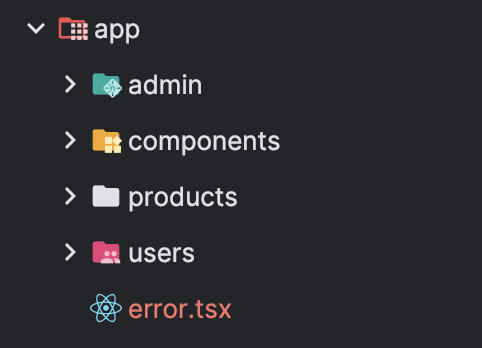 app
admin
components
products
users
error.tsx